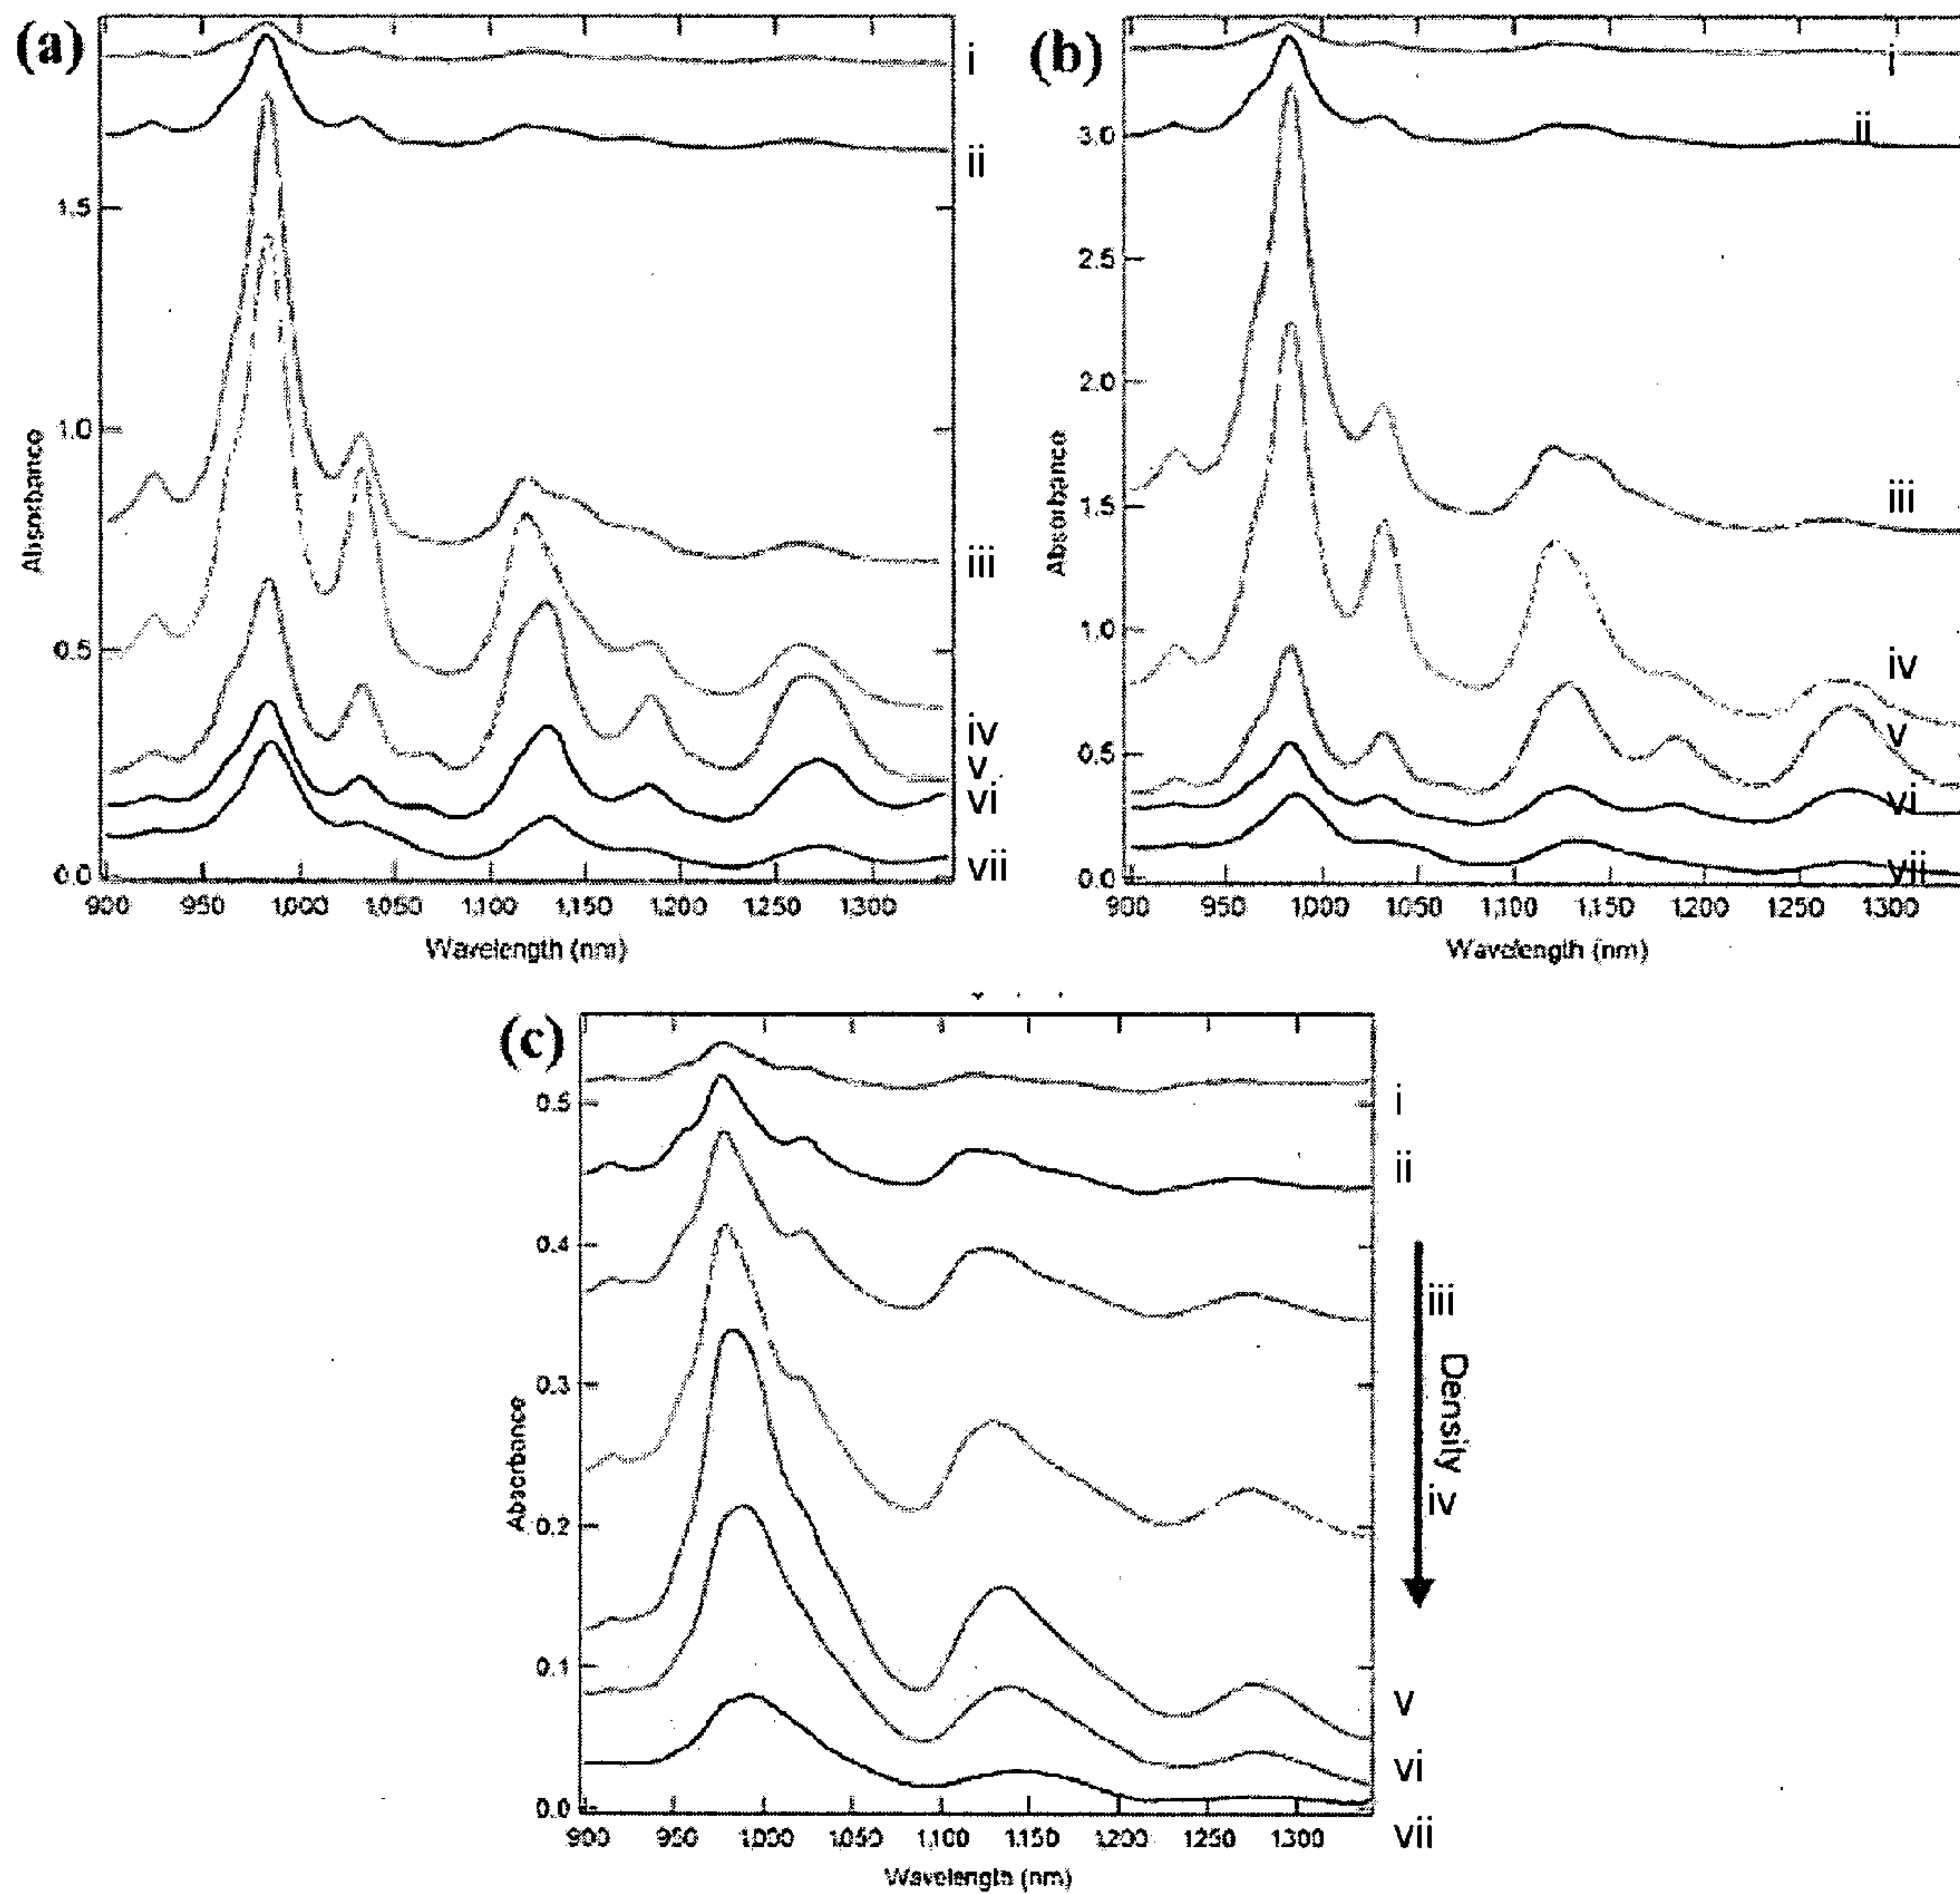 (a)
i
ii
1.5
1.0
Absorbance
iii
0.5
iv
v
vi
0.0
vii
900 950 1,000 1,050 1,100 1,150 1,200 1,250 1,300
Wavelength (nm)
(b)
i
3.0
ii
2.5
2.0
Absorbance
1.5
iii
1.0
iv
v
0.5
vi
0.0
vii
900 950 1,000 1,050 1,100 1,150 1,200 1,250 1,300
Wavelength (nm)
(c)
0.5
i
ii
0.4
iii
0.3
Density
Absorbance
iv
0.2
0.1
v
vi
0.0
900 950 1,000 1,050 1,100 1,150 1,200 1,250 1,300
vii
Wavelength (nm)